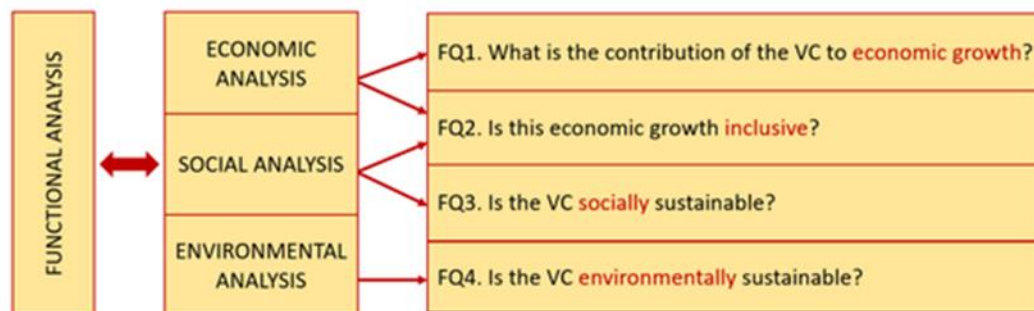 FUNCTIONAL ANALYSIS
ECONOMIC
ANALYSIS
SOCIAL ANALYSIS
ENVIRONMENTAL
ANALYSIS
FQ1. What is the contribution of the VC to economic growth?
FQ2. Is this economic growth inclusive?
FQ3. Is the VC socially sustainable?
FQ4. Is the VC environmentally sustainable?